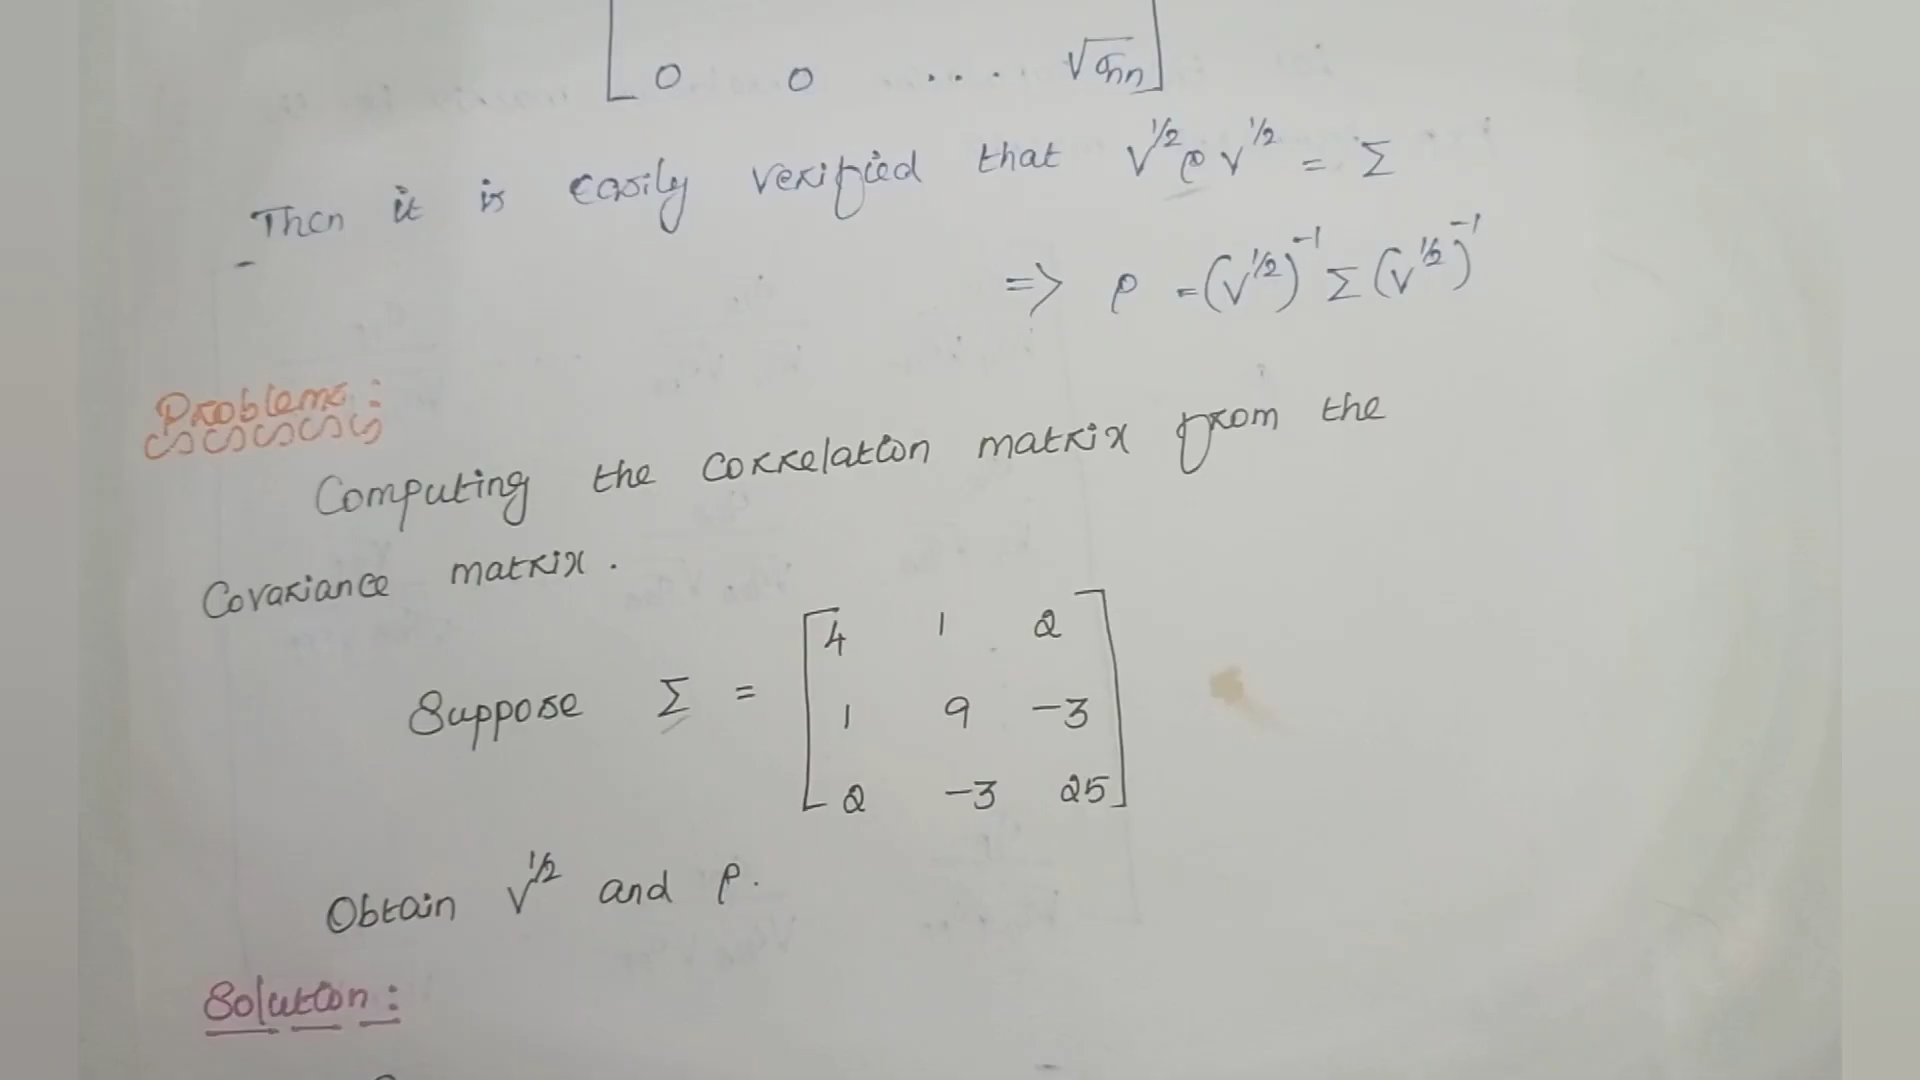 0 0 ... √σnn
Then it is easily verified that V^1/2 ρ V^1/2 = Σ
=> ρ = (V^1/2)^-1 Σ (V^1/2)^-1
Problems:
Computing the correlation matrix from the
Covariance matrix.
4 1 2
Suppose Σ = 1 9 -3
2 -3 25
Obtain V^1/2 and ρ.
Solution: